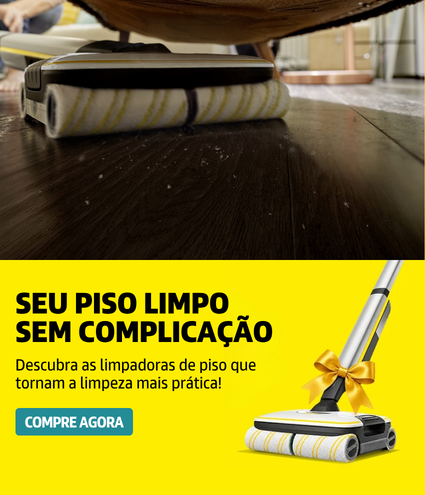 SEU PISO LIMPO
SEM COMPLICAÇÃO
Descubra as limpadoras de piso que
tornam a limpeza mais prática!
COMPRE AGORA